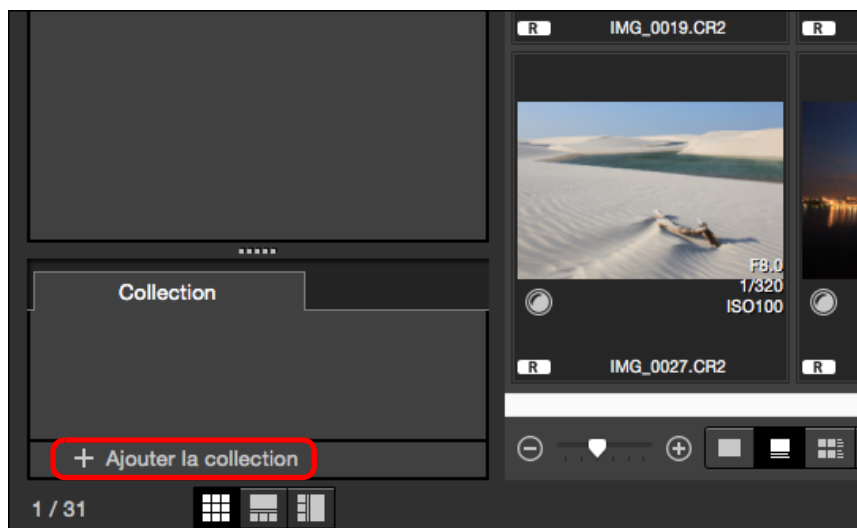 R IMG_0019.CR2 R
F8.0
1/320
ISO100
R IMG_0027.CR2 R
Collection
+ Ajouter la collection
1 / 31